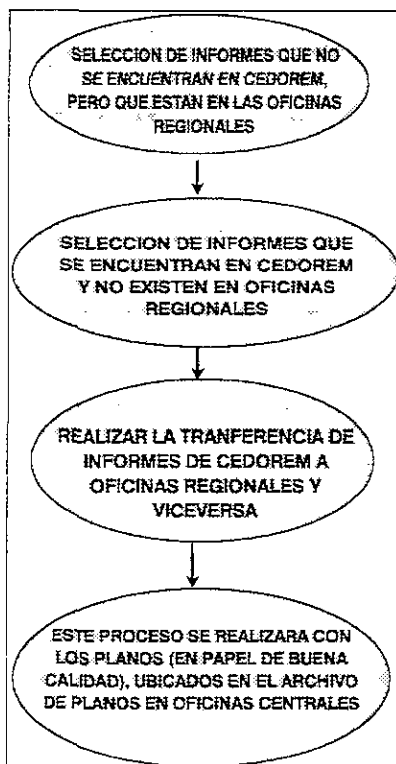 SELECCION DE INFORMES QUE NO
SE ENCUENTRAN EN CEDOREM,
PERO QUE ESTAN EN LAS OFICINAS
REGIONALES
SELECCION DE INFORMES QUE
SE ENCUENTRAN EN CEDOREM
Y NO EXISTEN EN OFICINAS
REGIONALES
REALIZAR LA TRANFERENCIA DE
INFORMES DE CEDOREM A
OFICINAS REGIONALES Y
VICEVERSA
ESTE PROCESO SE REALIZARA CON
LOS PLANOS (EN PAPEL DE BUENA
CALIDAD), UBICADOS EN EL ARCHIVO
DE PLANOS EN OFICINAS CENTRALES